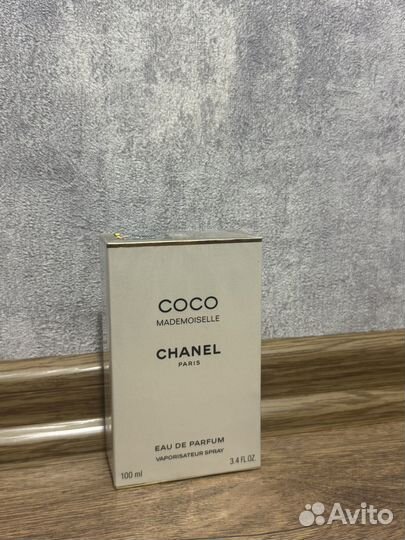 COCO
MADEMOISELLE
CHANEL
PARIS
EAU DE PARFUM
VAPORISATEUR SPRAY
100 ml 3.4 FL.OZ.
Avito